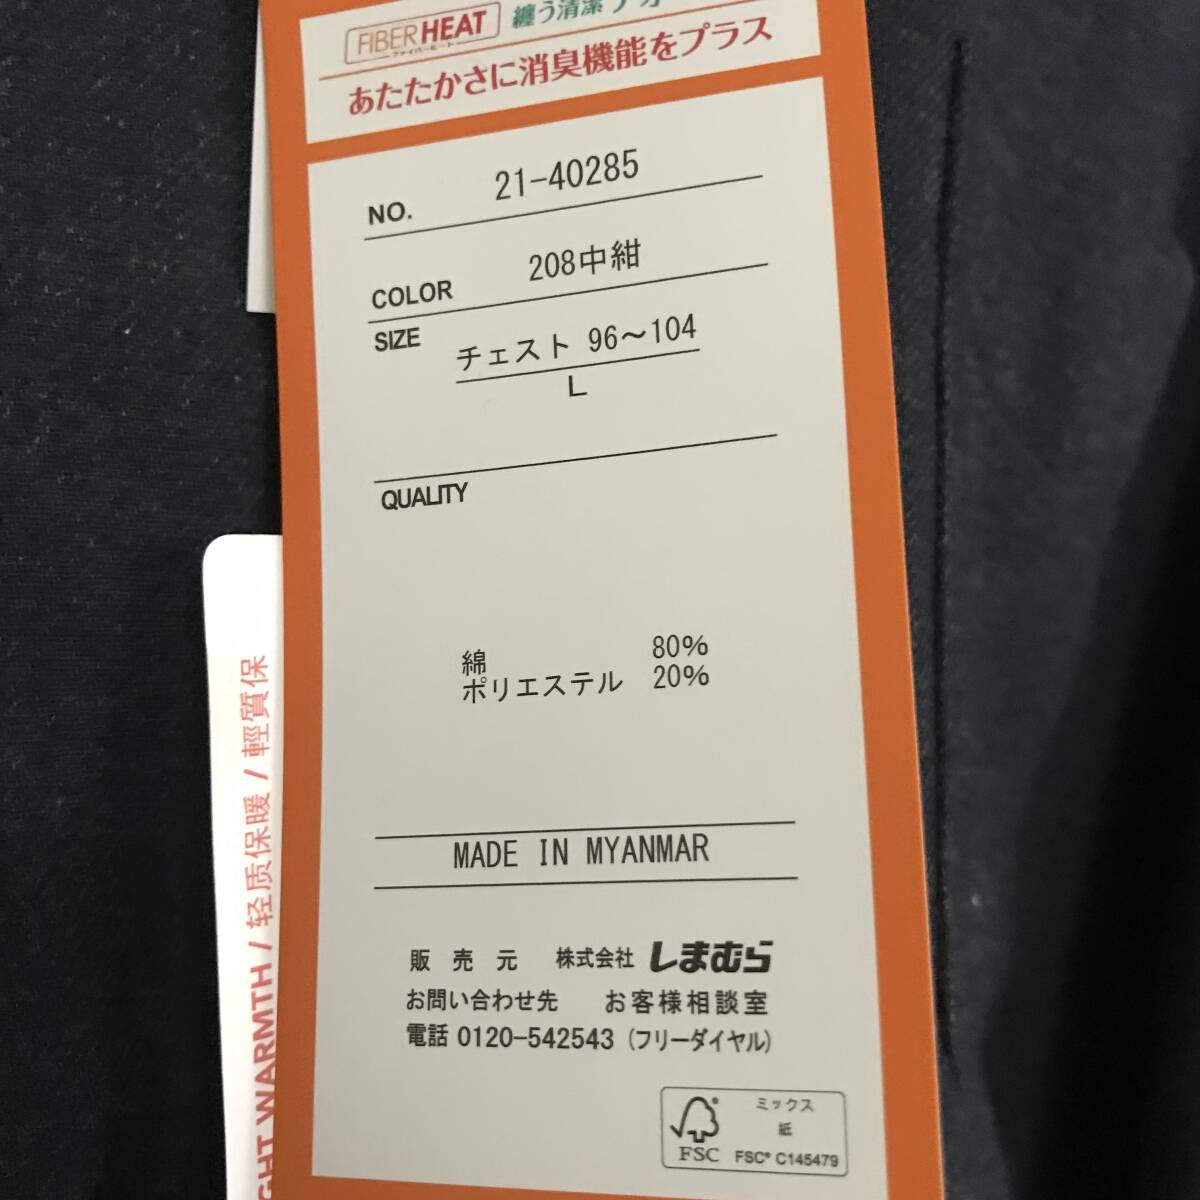 FIBER HEAT 纏う清潔
ファイバーヒート
あたたかさに消臭機能をプラス
NO. 21-40285
COLOR 208中紺
SIZE チェスト 96～104
L
QUALITY
綿 80%
ポリエステル 20%
MADE IN MYANMAR
販売元 株式会社 しまむら
お問い合わせ先 お客様相談室
電話 0120-542543 (フリーダイヤル)
ミックス
紙
FSC FSC® C145479
GHT WARMTH / 轻质保暖 / 輕質保